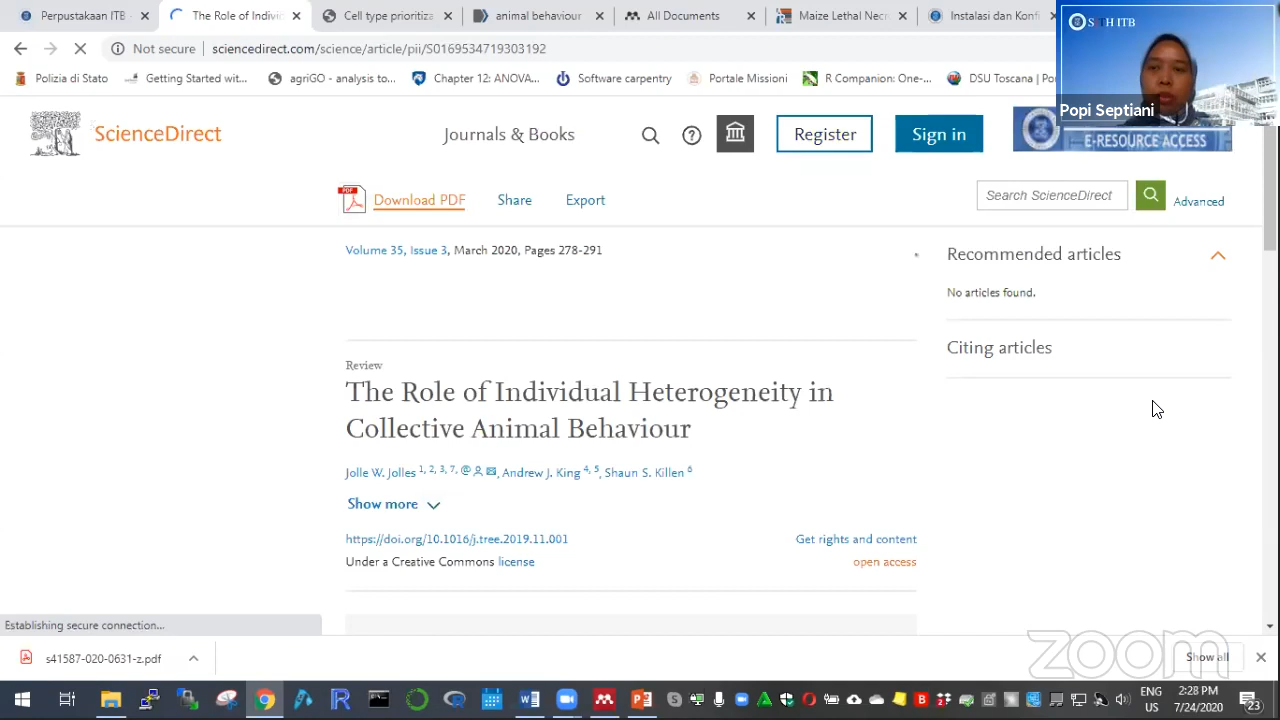 Perpustakaan ITB -
The Role of Individ
Cell type prioritiza
animal behaviour
All Documents
Maize Lethal Necr
Instalasi dan Konfi
Not secure
sciencedirect.com/science/article/pii/S0169534719303192
Polizia di Stato
Getting Started wit...
agriGO - analysis to...
Chapter 12: ANOVA...
Software carpentry
Portale Missioni
R Companion: One-...
DSU Toscana | Po
SITH ITB
Popi Septiani
ScienceDirect
Journals & Books
Register
Sign in
E-RESOURCE ACCESS
PDF
Download PDF
Share
Export
Search ScienceDirect
Advanced
Volume 35, Issue 3, March 2020, Pages 278-291
Recommended articles
No articles found.
Citing articles
Review
The Role of Individual Heterogeneity in
Collective Animal Behaviour
Jolle W. Jolles 1, 2, 3, 7, @, Andrew J. King 4, 5, Shaun S. Killen 6
Show more
https://doi.org/10.1016/j.tree.2019.11.001
Get rights and content
Under a Creative Commons license
open access
Establishing secure connection...
s41587-020-0631-z.pdf
zoom
Show all
ENG
US
2:28 PM
7/24/2020
23